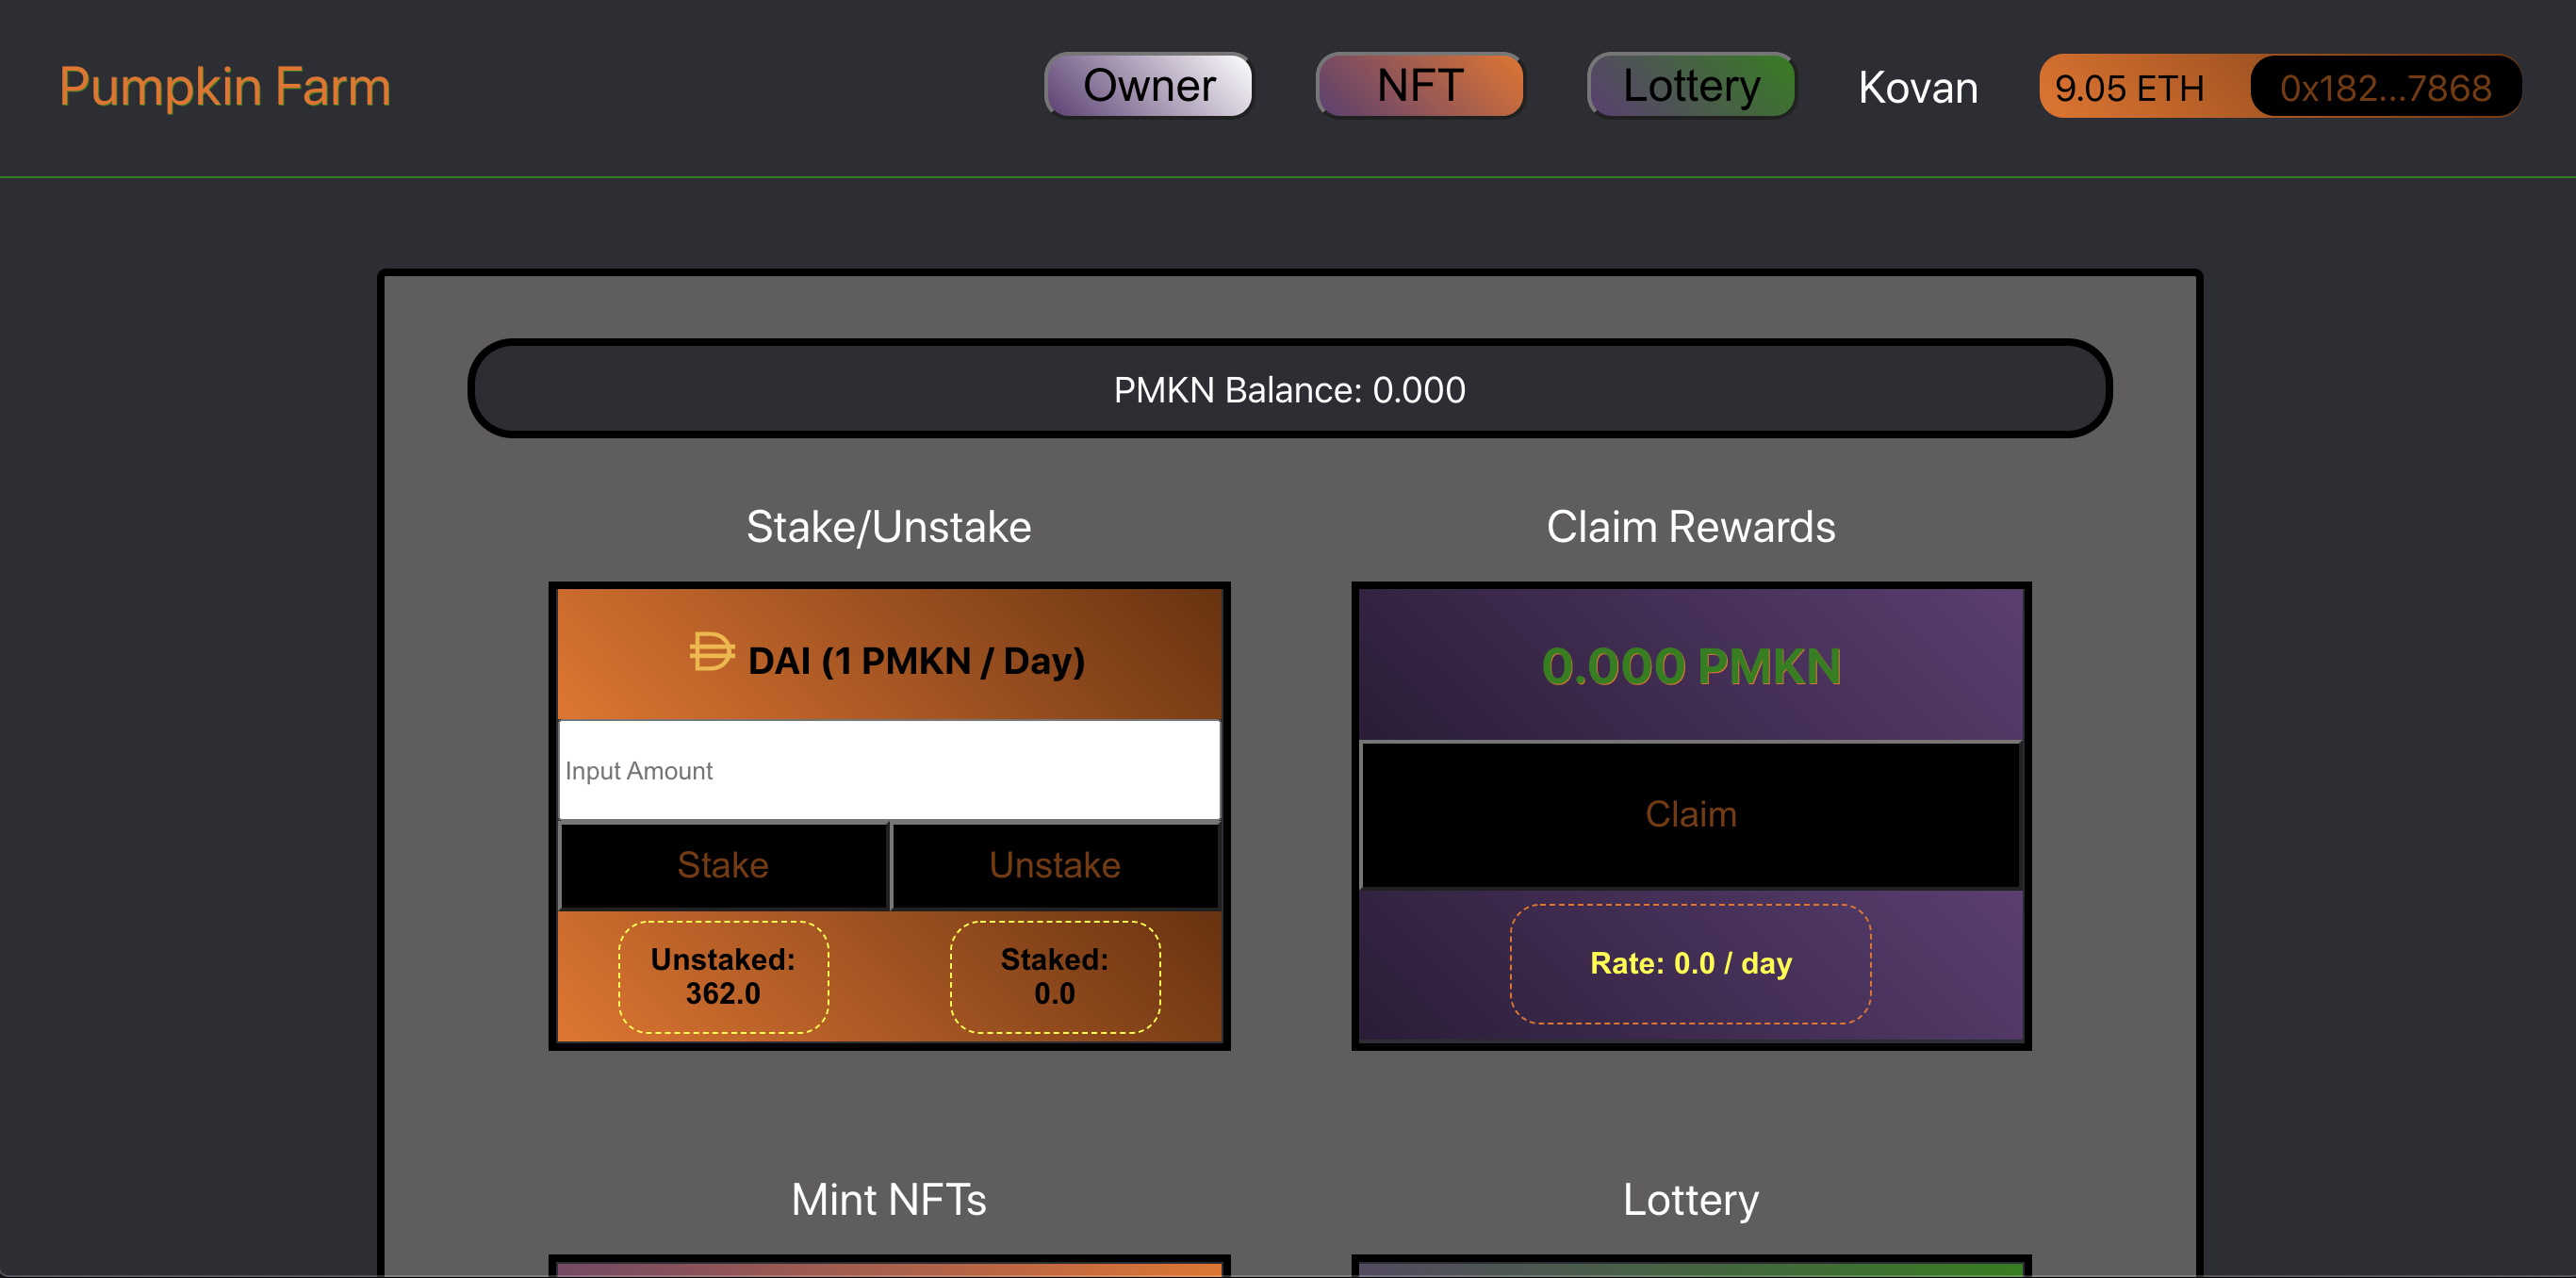 Pumpkin Farm
Owner
NFT
Lottery
Kovan
9.05 ETH
0x182...7868
PMKN Balance: 0.000
Stake/Unstake
DAI (1 PMKN / Day)
Input Amount
Stake
Unstake
Unstaked:
362.0
Staked:
0.0
Claim Rewards
0.000 PMKN
Claim
Rate: 0.0 / day
Mint NFTs
Lottery